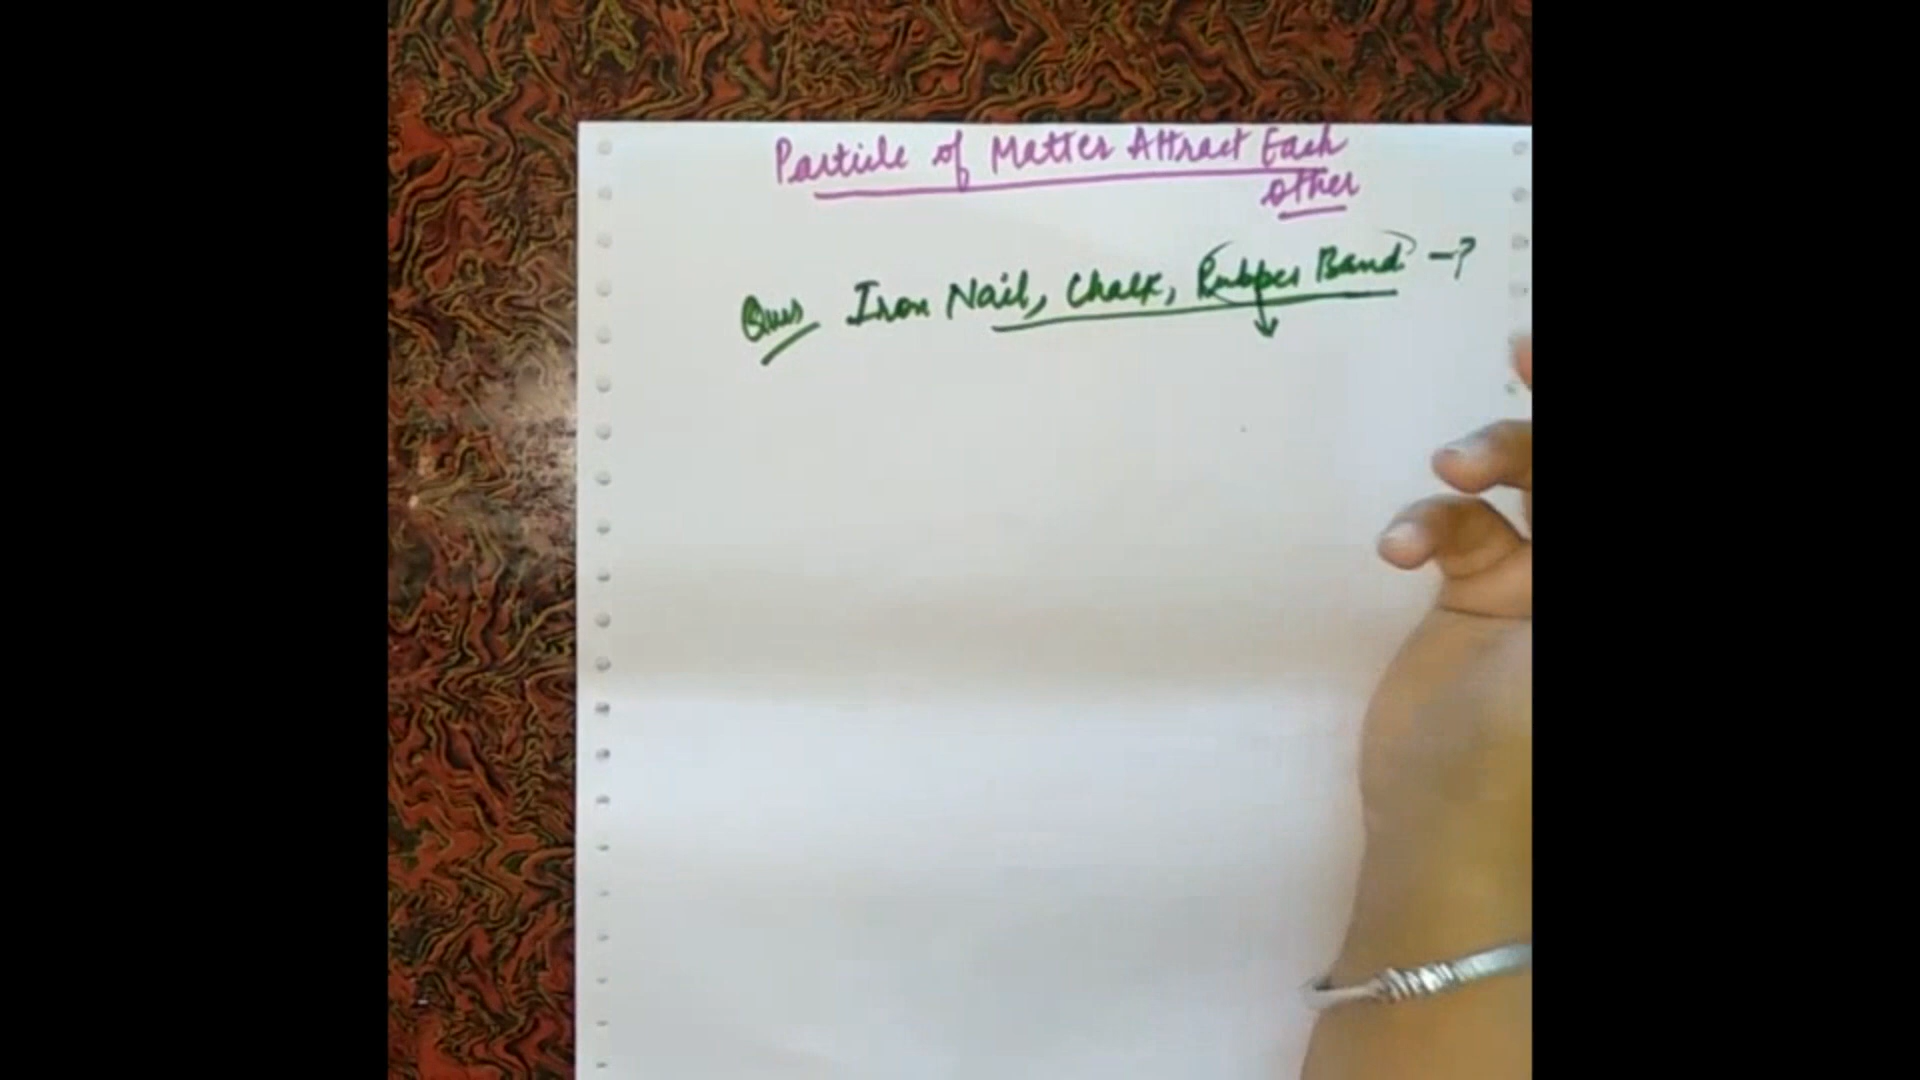 Particle of Matter Attract Each
other
Ques Iron Nail, Chalk, (Rubber Band) - ?